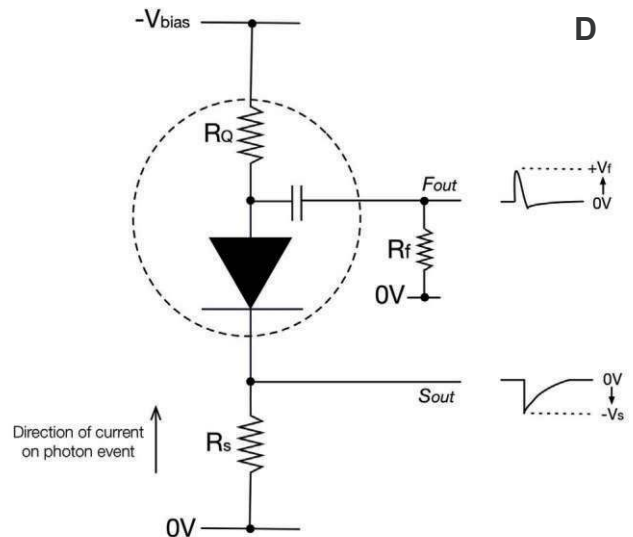 -Vbias
D
RQ
Fout
+Vf
0V
Rf
0V
Sout
0V
-Vs
Direction of current
on photon event
Rs
0V